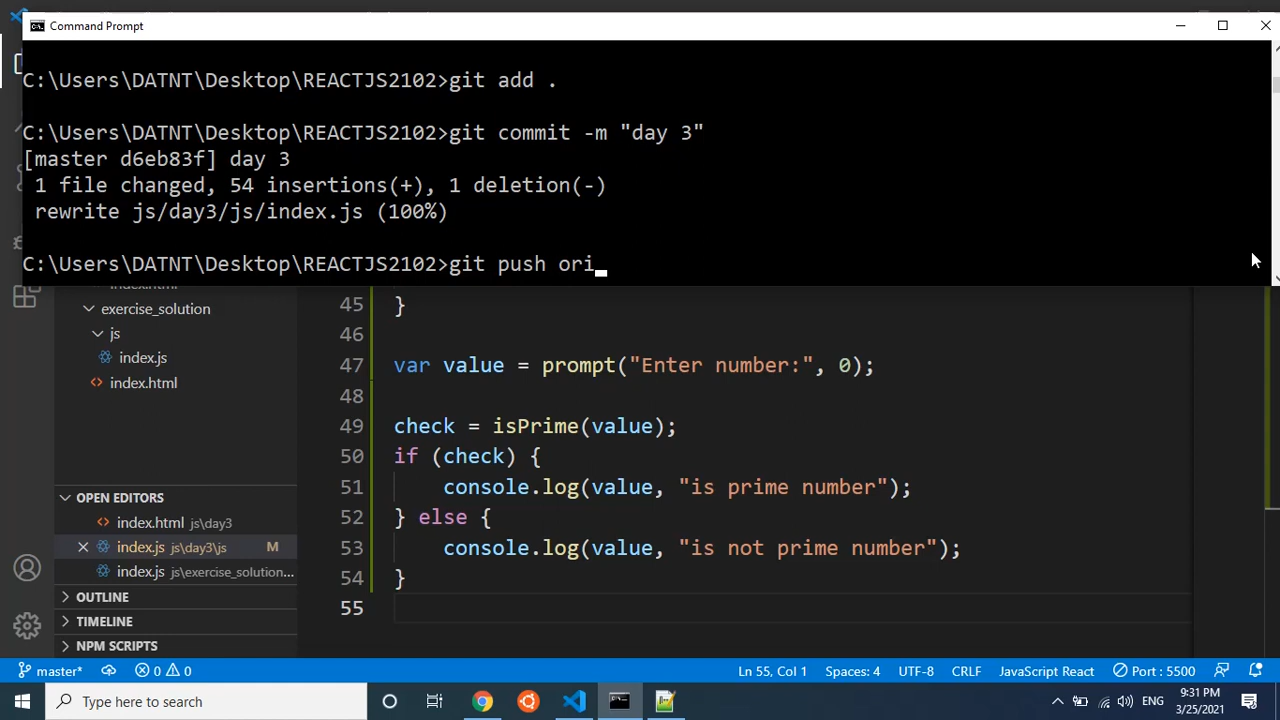 Command Prompt
C:\Users\DATNT\Desktop\REACTJS2102>git add .
C:\Users\DATNT\Desktop\REACTJS2102>git commit -m "day 3"
[master d6eb83f] day 3
1 file changed, 54 insertions(+), 1 deletion(-)
rewrite js/day3/js/index.js (100%)
C:\Users\DATNT\Desktop\REACTJS2102>git push ori
exercise_solution
js
index.js
index.html
OPEN EDITORS
index.html js\day3
index.js js\day3\js M
index.js js\exercise_solution...
OUTLINE
TIMELINE
NPM SCRIPTS
45 }
46
47 var value = prompt("Enter number:", 0);
48
49 check = isPrime(value);
50 if (check) {
51 console.log(value, "is prime number");
52 } else {
53 console.log(value, "is not prime number");
54 }
55
master* 0 0 Ln 55, Col 1 Spaces: 4 UTF-8 CRLF JavaScript React Port : 5500
Type here to search
ENG
9:31 PM
3/25/2021